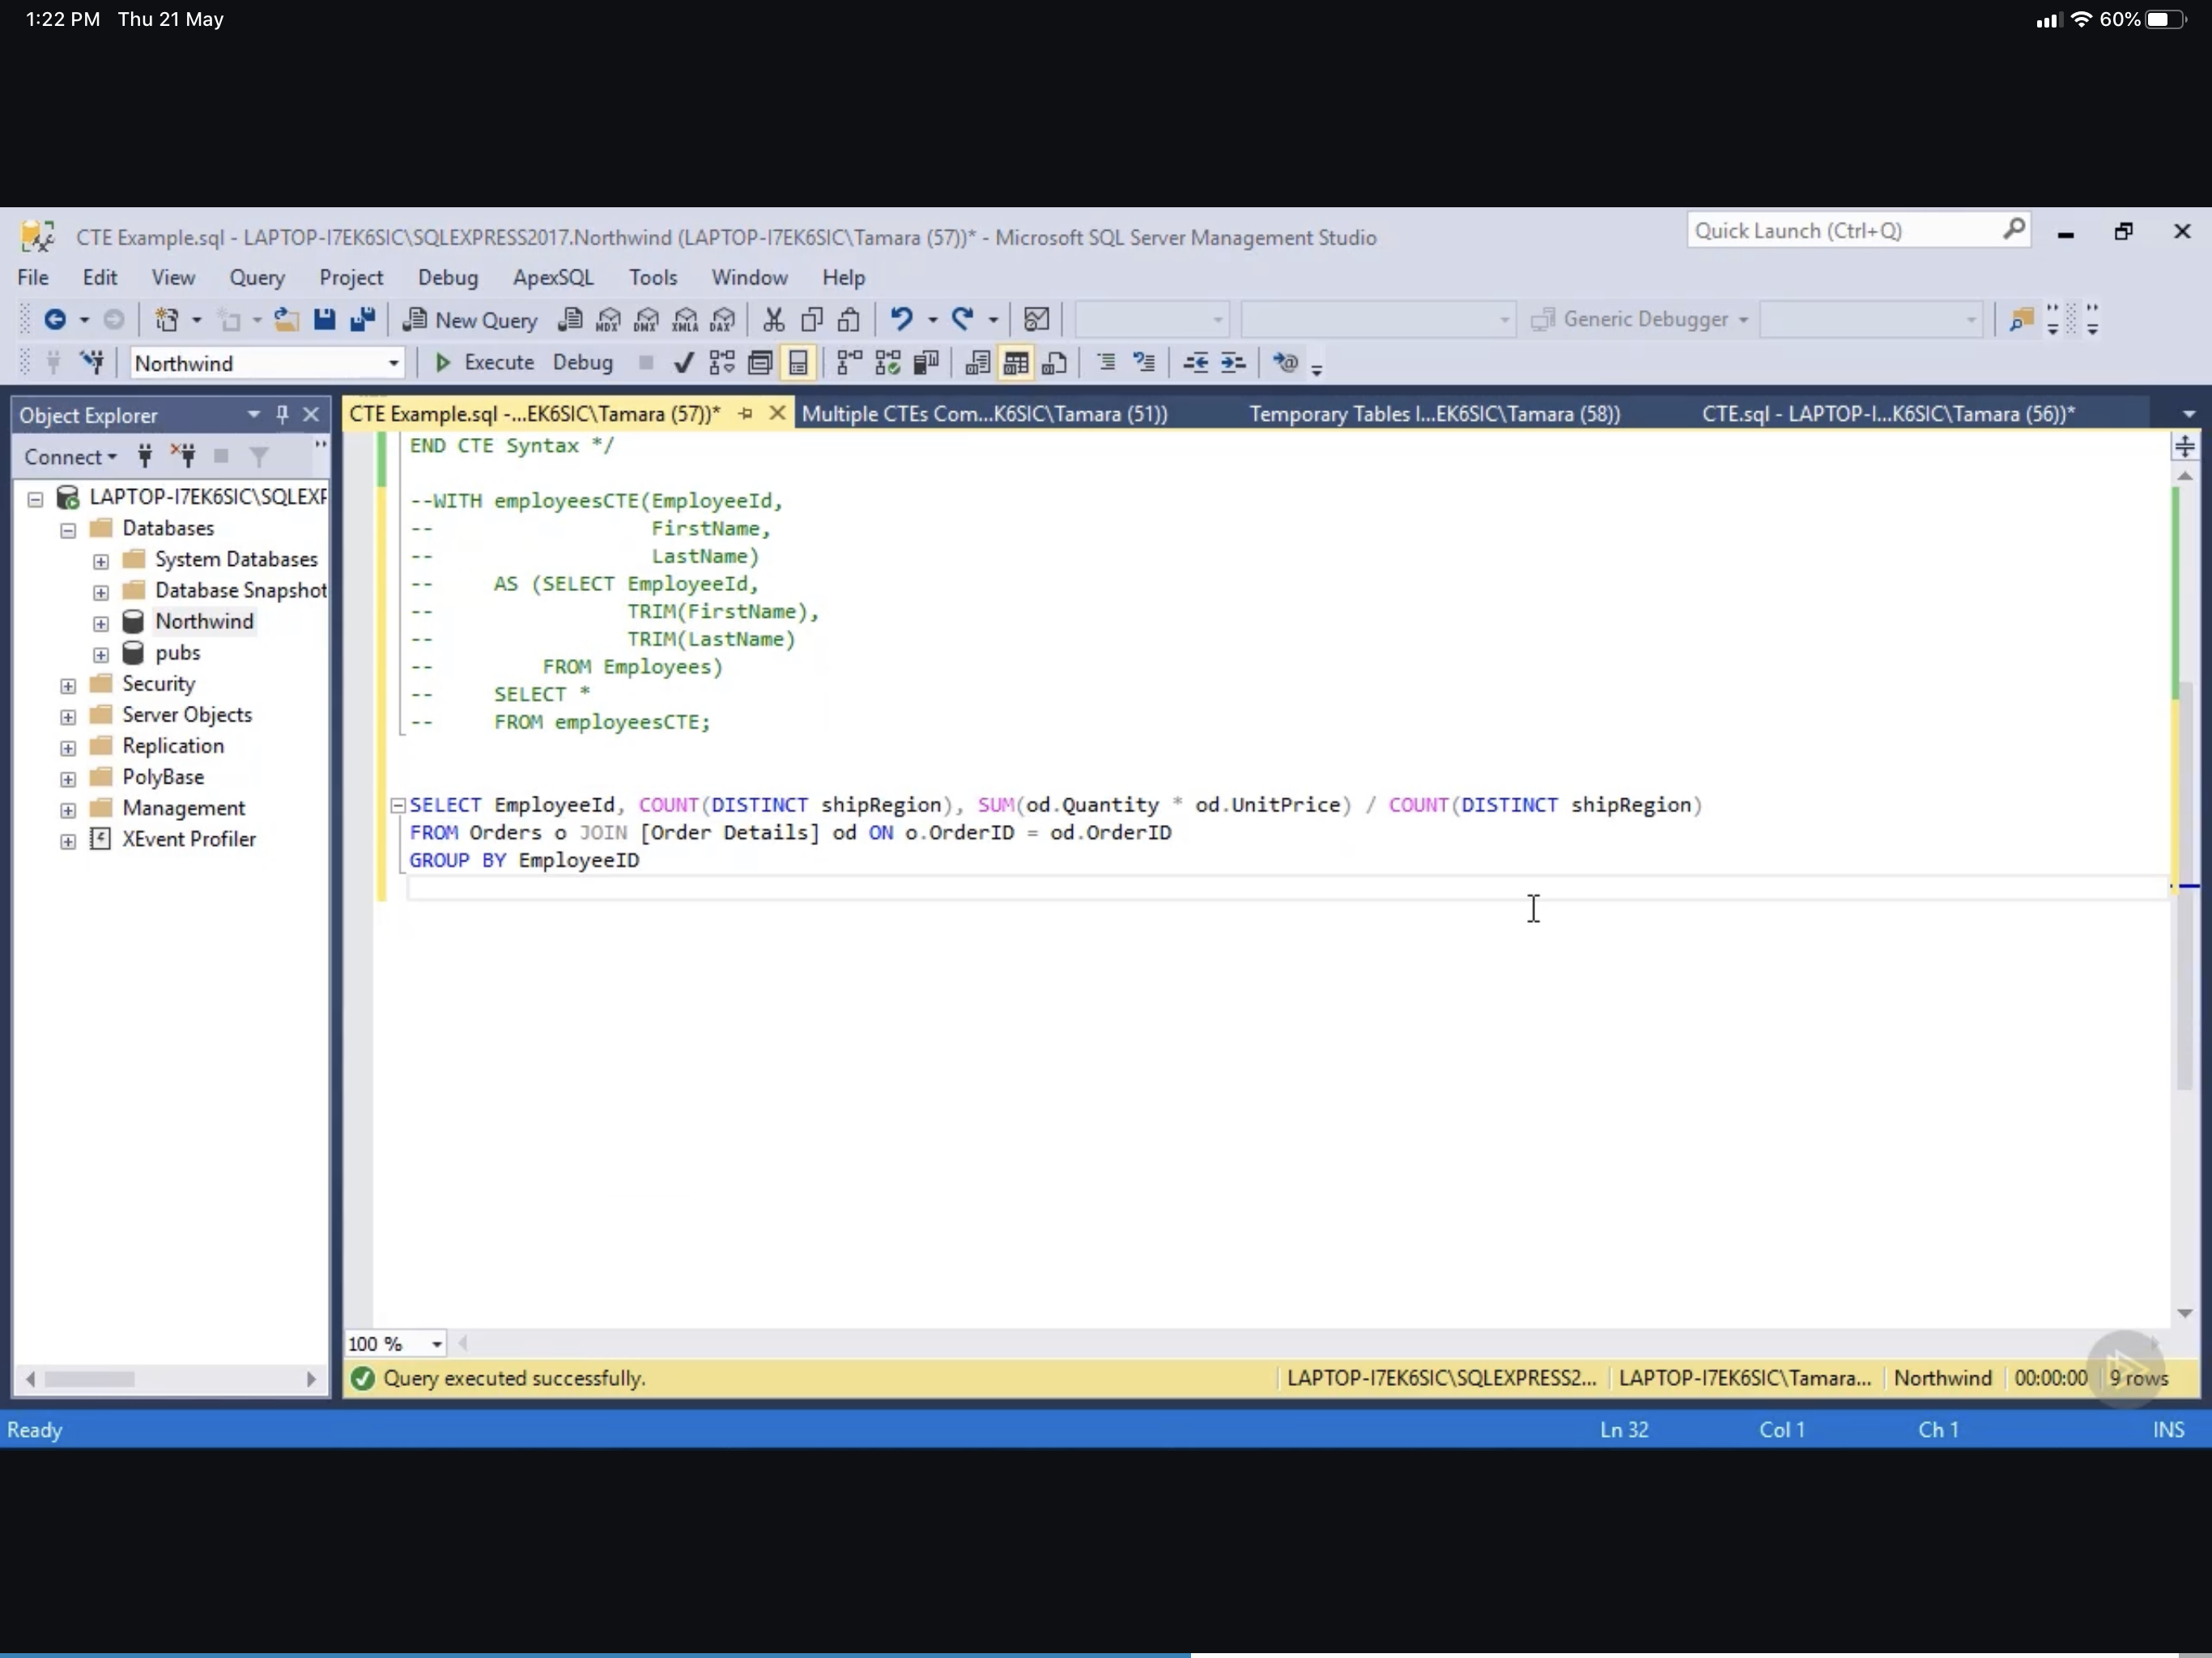 1:22 PM Thu 21 May
60%
CTE Example.sql - LAPTOP-I7EK6SIC\SQLEXPRESS2017.Northwind (LAPTOP-I7EK6SIC\Tamara (57))* - Microsoft SQL Server Management Studio
Quick Launch (Ctrl+Q)
File Edit View Query Project Debug ApexSQL Tools Window Help
New Query MDX DMX XMLA DAX Generic Debugger
Northwind Execute Debug
Object Explorer
CTE Example.sql -...EK6SIC\Tamara (57))* Multiple CTEs Com...K6SIC\Tamara (51)) Temporary Tables I...EK6SIC\Tamara (58)) CTE.sql - LAPTOP-I...K6SIC\Tamara (56))*
Connect
LAPTOP-I7EK6SIC\SQLEXP
Databases
System Databases
Database Snapshot
Northwind
pubs
Security
Server Objects
Replication
PolyBase
Management
XEvent Profiler
END CTE Syntax */
--WITH employeesCTE(EmployeeId,
-- FirstName,
-- LastName)
-- AS (SELECT EmployeeId,
-- TRIM(FirstName),
-- TRIM(LastName)
-- FROM Employees)
-- SELECT *
-- FROM employeesCTE;
SELECT EmployeeId, COUNT(DISTINCT shipRegion), SUM(od.Quantity * od.UnitPrice) / COUNT(DISTINCT shipRegion)
FROM Orders o JOIN [Order Details] od ON o.OrderID = od.OrderID
GROUP BY EmployeeID
100 %
Query executed successfully. LAPTOP-I7EK6SIC\SQLEXPRESS2... LAPTOP-I7EK6SIC\Tamara... Northwind 00:00:00 9 rows
Ready Ln 32 Col 1 Ch 1 INS